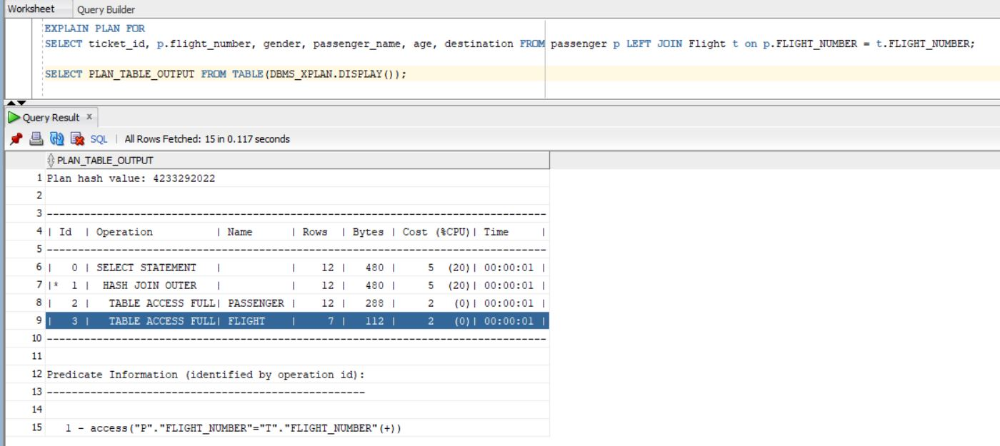 Worksheet Query Builder
EXPLAIN PLAN FOR
SELECT ticket_id, p.flight_number, gender, passenger_name, age, destination FROM passenger p LEFT JOIN Flight t on p.FLIGHT_NUMBER = t.FLIGHT_NUMBER;
SELECT PLAN_TABLE_OUTPUT FROM TABLE(DBMS_XPLAN.DISPLAY());
Query Result x
SQL | All Rows Fetched: 15 in 0.117 seconds
PLAN_TABLE_OUTPUT
1 Plan hash value: 4233292022
2
3 --------------------------------------------------------------------------------
4 | Id | Operation | Name | Rows | Bytes | Cost (%CPU)| Time |
5 --------------------------------------------------------------------------------
6 | 0 | SELECT STATEMENT | | 12 | 480 | 5 (20)| 00:00:01 |
7 |* 1 | HASH JOIN OUTER | | 12 | 480 | 5 (20)| 00:00:01 |
8 | 2 | TABLE ACCESS FULL| PASSENGER | 12 | 288 | 2 (0)| 00:00:01 |
9 | 3 | TABLE ACCESS FULL| FLIGHT | 7 | 112 | 2 (0)| 00:00:01 |
10 --------------------------------------------------------------------------------
11
12 Predicate Information (identified by operation id):
13 ---------------------------------------------------
14
15 1 - access("P"."FLIGHT_NUMBER"="T"."FLIGHT_NUMBER"(+))